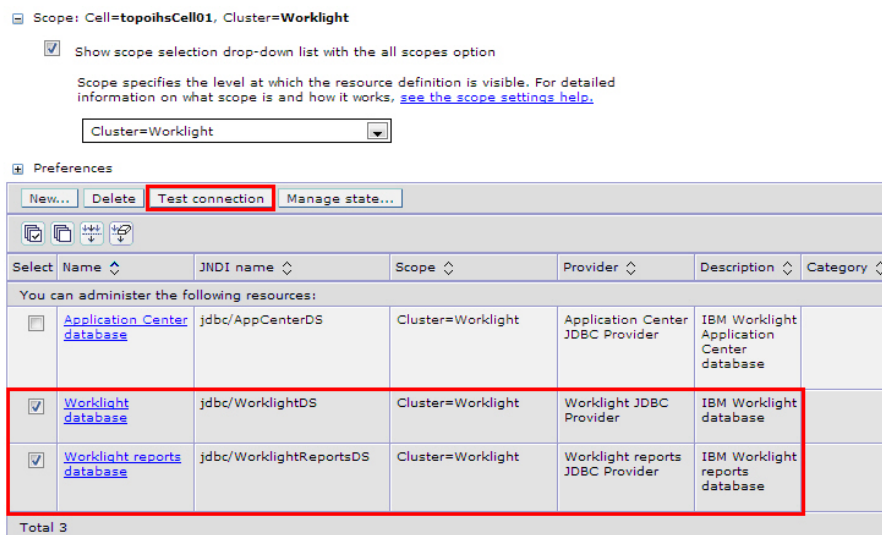 Scope: Cell=topoihsCell01, Cluster=Worklight
Show scope selection drop-down list with the all scopes option
Scope specifies the level at which the resource definition is visible. For detailed
information on what scope is and how it works, see the scope settings help.
Cluster=Worklight
Preferences
New... Delete Test connection Manage state...
Select Name JNDI name Scope Provider Description Category
You can administer the following resources:
Application Center jdbc/AppCenterDS Cluster=Worklight Application Center IBM Worklight
database JDBC Provider Application
Center
database
Worklight jdbc/WorklightDS Cluster=Worklight Worklight JDBC IBM Worklight
database Provider database
Worklight reports jdbc/WorklightReportsDS Cluster=Worklight Worklight reports IBM Worklight
database JDBC Provider reports
database
Total 3